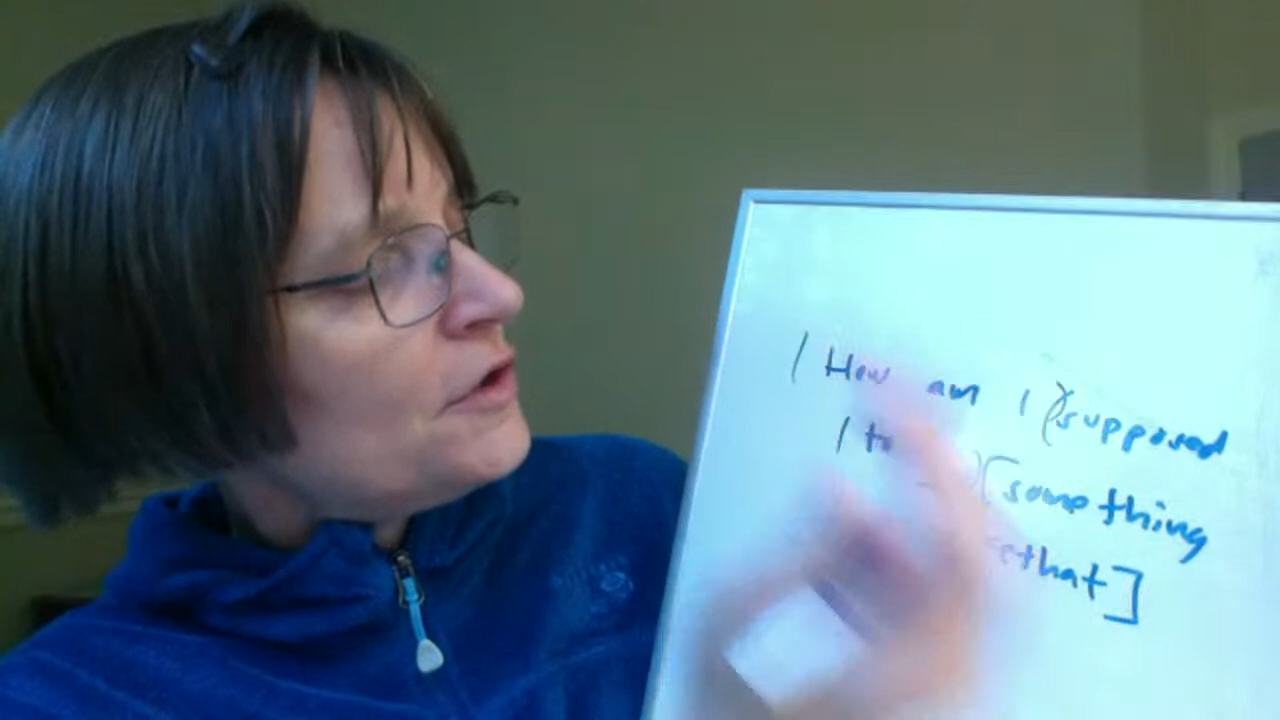 / How am I )(supposed
/ to )(something
that]